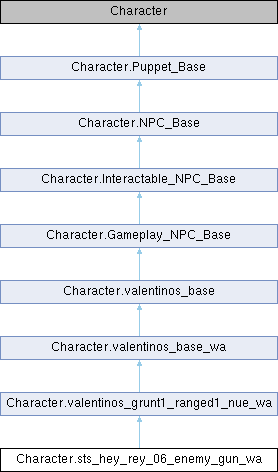 Character
Character.Puppet_Base
Character.NPC_Base
Character.Interactable_NPC_Base
Character.Gameplay_NPC_Base
Character.valentinos_base
Character.valentinos_base_wa
Character.valentinos_grunt1_ranged1_nue_wa
Character.sts_hey_rey_06_enemy_gun_wa